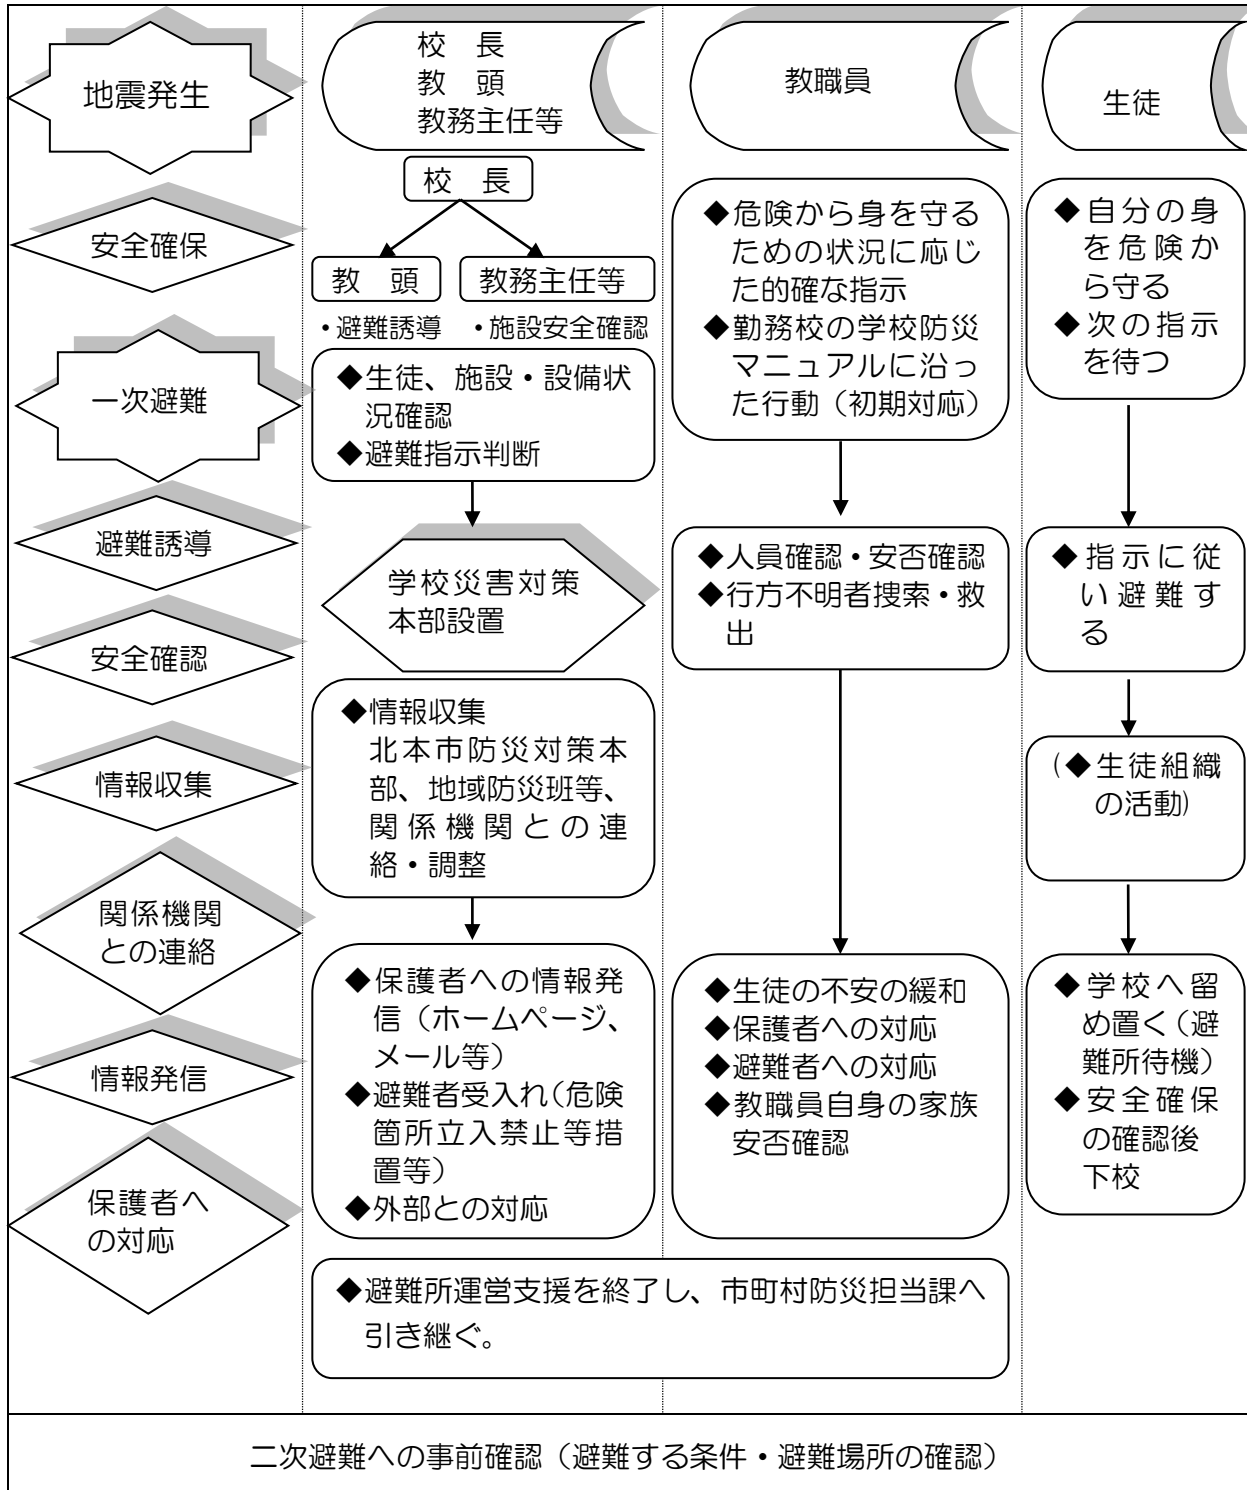 地震発生
安全確保
一次避難
避難誘導
安全確認
情報収集
関係機関
との連絡
情報発信
保護者へ
の対応
校　長
教　頭
教務主任等
校　長
教　頭
教務主任等
・避難誘導
・施設安全確認
◆生徒、施設・設備状
況確認
◆避難指示判断
学校災害対策
本部設置
◆情報収集
北本市防災対策本
部、地域防災班等、
関係機関との連
絡・調整
◆保護者への情報発
信（ホームページ、
メール等）
◆避難者受入れ（危険
箇所立入禁止等措
置等）
◆外部との対応
教職員
◆危険から身を守る
ための状況に応じ
た的確な指示
◆勤務校の学校防災
マニュアルに沿っ
た行動（初期対応）
◆人員確認・安否確認
◆行方不明者捜索・救
出
◆生徒の不安の緩和
◆保護者への対応
◆避難者への対応
◆教職員自身の家族
安否確認
◆避難所運営支援を終了し、市町村防災担当課へ
引き継ぐ。
生徒
◆自分の身
を危険か
ら守る
◆次の指示
を待つ
◆指示に従
い避難す
る
（◆生徒組織
の活動）
◆学校へ留
め置く（避
難所待機）
◆安全確保
の確認後
下校
二次避難への事前確認（避難する条件・避難場所の確認）